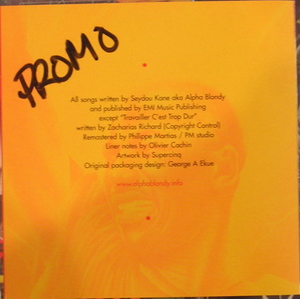 PROMO
All songs written by Seydou Kane aka Alpha Blondy
and published by EMI Music Publishing
except "Travailler C'est Trop Dur"
written by Zacharias Richard (Copyright Control)
Remastered by Philippe Martias / PM studio
Liner notes by Olivier Cachin
Artwork by Supercinq
Original packaging design: George A Ekue
www.alphablondy.info